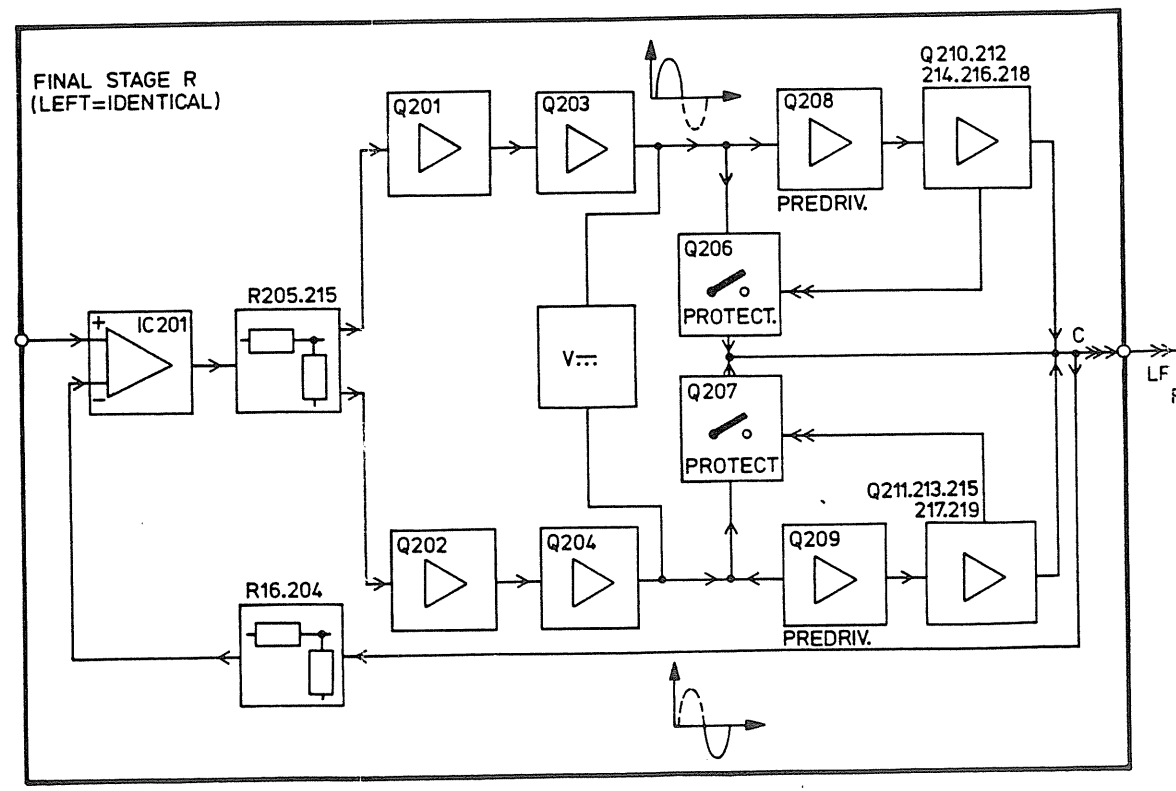 FINAL STAGE R
(LEFT=IDENTICAL)
Q201
Q203
Q208
PREDRIV.
Q210.212
214.216.218
Q206
PROTECT.
R205.215
IC201
+
-
V
C
LF
Q207
PROTECT
Q211.213.215
217.219
Q202
Q204
Q209
PREDRIV.
R16.204